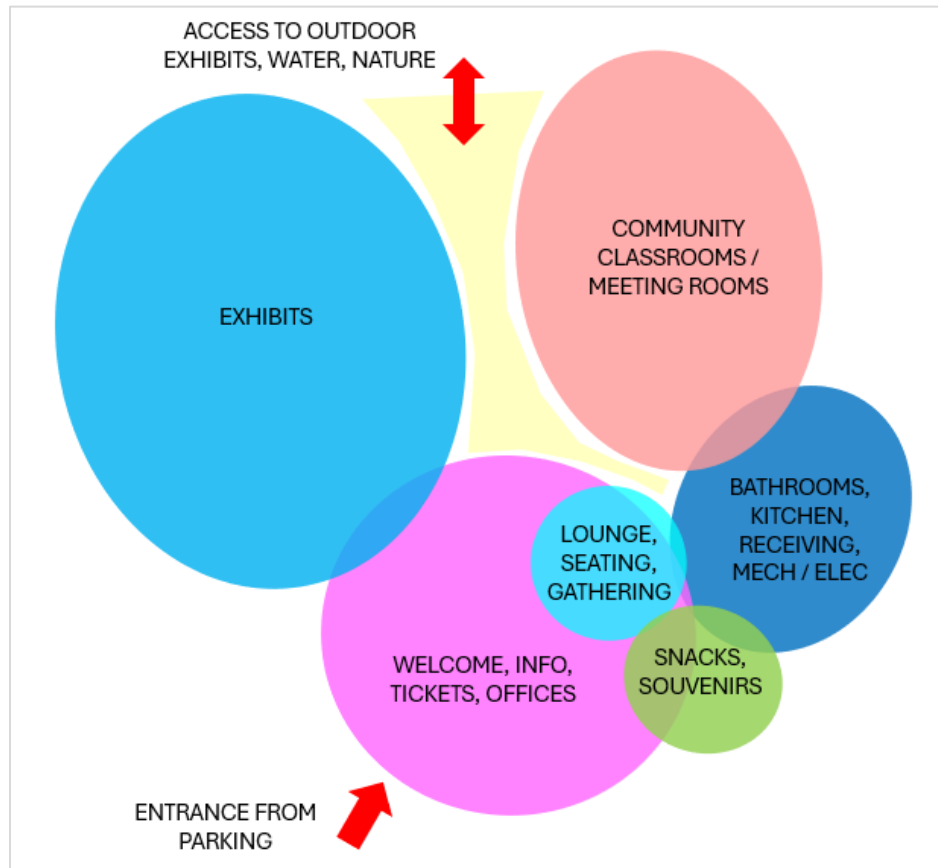 ACCESS TO OUTDOOR
EXHIBITS, WATER, NATURE
COMMUNITY
CLASSROOMS /
MEETING ROOMS
EXHIBITS
BATHROOMS,
KITCHEN,
RECEIVING,
MECH / ELEC
LOUNGE,
SEATING,
GATHERING
WELCOME, INFO,
TICKETS, OFFICES
SNACKS,
SOUVENIRS
ENTRANCE FROM
PARKING